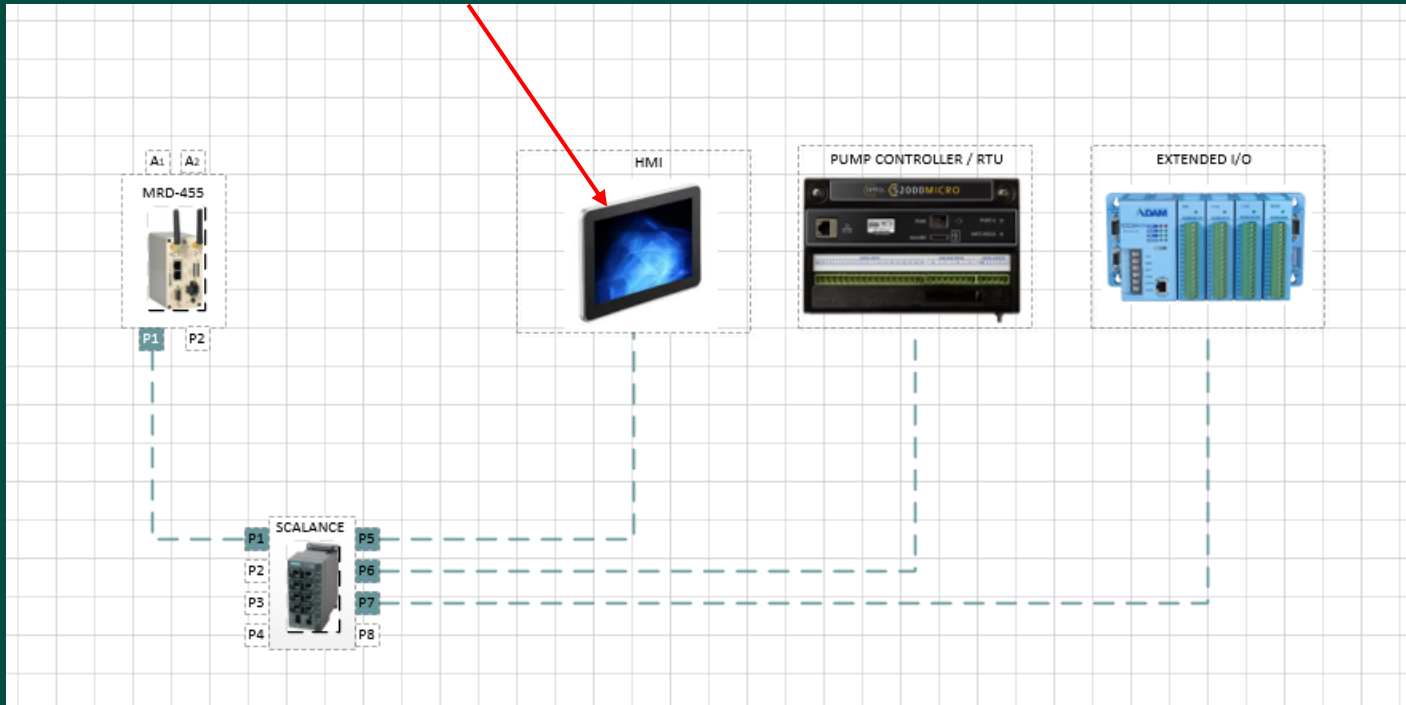 A1 A2
MRD-455
P1 P2
HMI
PUMP CONTROLLER / RTU
2000MICRO
EXTENDED I/O
ADAM
SCALANCE
P1 P5
P2 P6
P3 P7
P4 P8